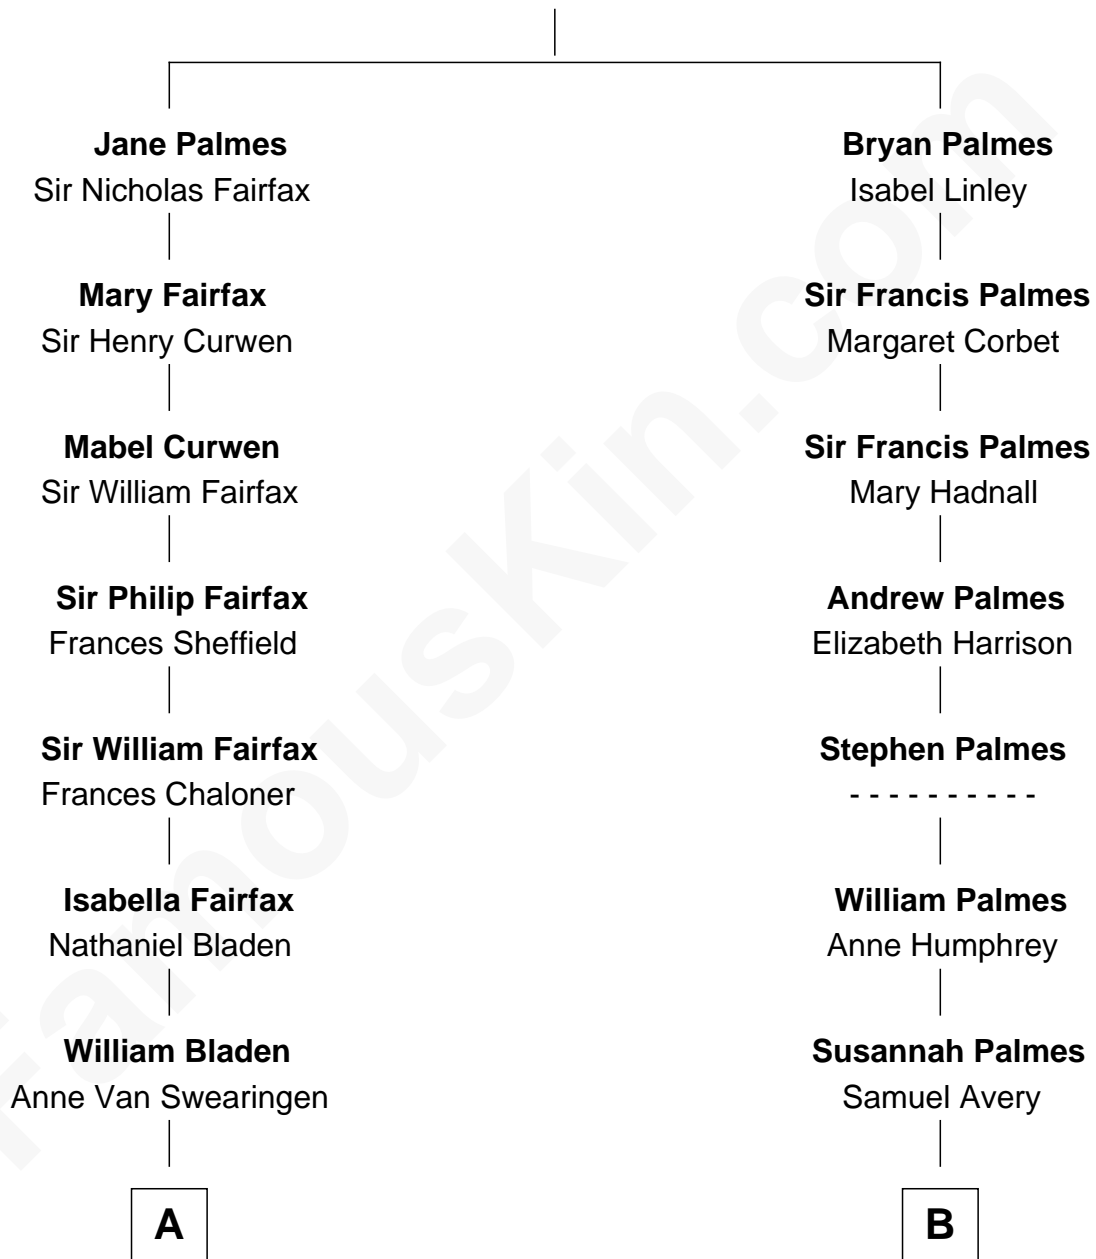 Jane Palmes
Sir Nicholas Fairfax
Mary Fairfax
Sir Henry Curwen
Mabel Curwen
Sir William Fairfax
Sir Philip Fairfax
Frances Sheffield
Sir William Fairfax
Frances Chaloner
Isabella Fairfax
Nathaniel Bladen
William Bladen
Anne Van Swearingen
A
Bryan Palmes
Isabel Linley
Sir Francis Palmes
Margaret Corbet
Sir Francis Palmes
Mary Hadnall
Andrew Palmes
Elizabeth Harrison
Stephen Palmes
- - - - - - - - - -
William Palmes
Anne Humphrey
Susannah Palmes
Samuel Avery
B
FamousKin.com